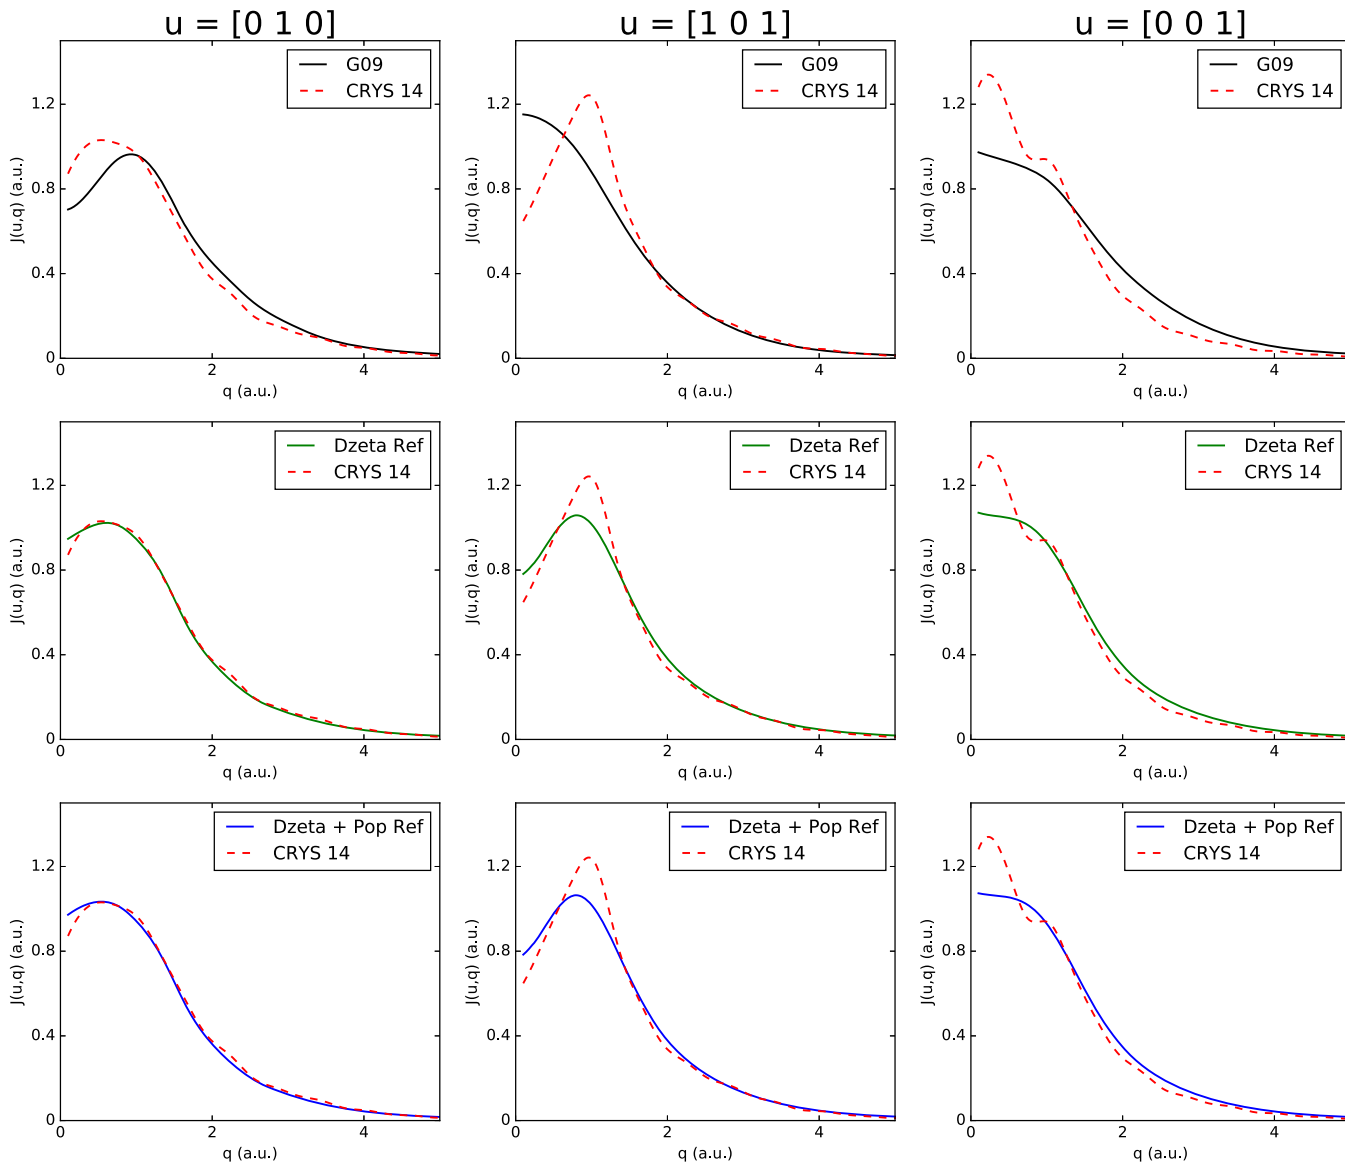 u = [0 1 0]
u = [1 0 1]
u = [0 0 1]
G09
CRYS 14
1.2
0.8
0.4
0
J(u,q) (a.u.)
0
2
4
q (a.u.)
G09
CRYS 14
1.2
0.8
0.4
0
J(u,q) (a.u.)
0
2
4
q (a.u.)
G09
CRYS 14
1.2
0.8
0.4
0
J(u,q) (a.u.)
0
2
4
q (a.u.)
Dzeta Ref
CRYS 14
1.2
0.8
0.4
0
J(u,q) (a.u.)
0
2
4
q (a.u.)
Dzeta Ref
CRYS 14
1.2
0.8
0.4
0
J(u,q) (a.u.)
0
2
4
q (a.u.)
Dzeta Ref
CRYS 14
1.2
0.8
0.4
0
J(u,q) (a.u.)
0
2
4
q (a.u.)
Dzeta + Pop Ref
CRYS 14
1.2
0.8
0.4
0
J(u,q) (a.u.)
0
2
4
q (a.u.)
Dzeta + Pop Ref
CRYS 14
1.2
0.8
0.4
0
J(u,q) (a.u.)
0
2
4
q (a.u.)
Dzeta + Pop Ref
CRYS 14
1.2
0.8
0.4
0
J(u,q) (a.u.)
0
2
4
q (a.u.)